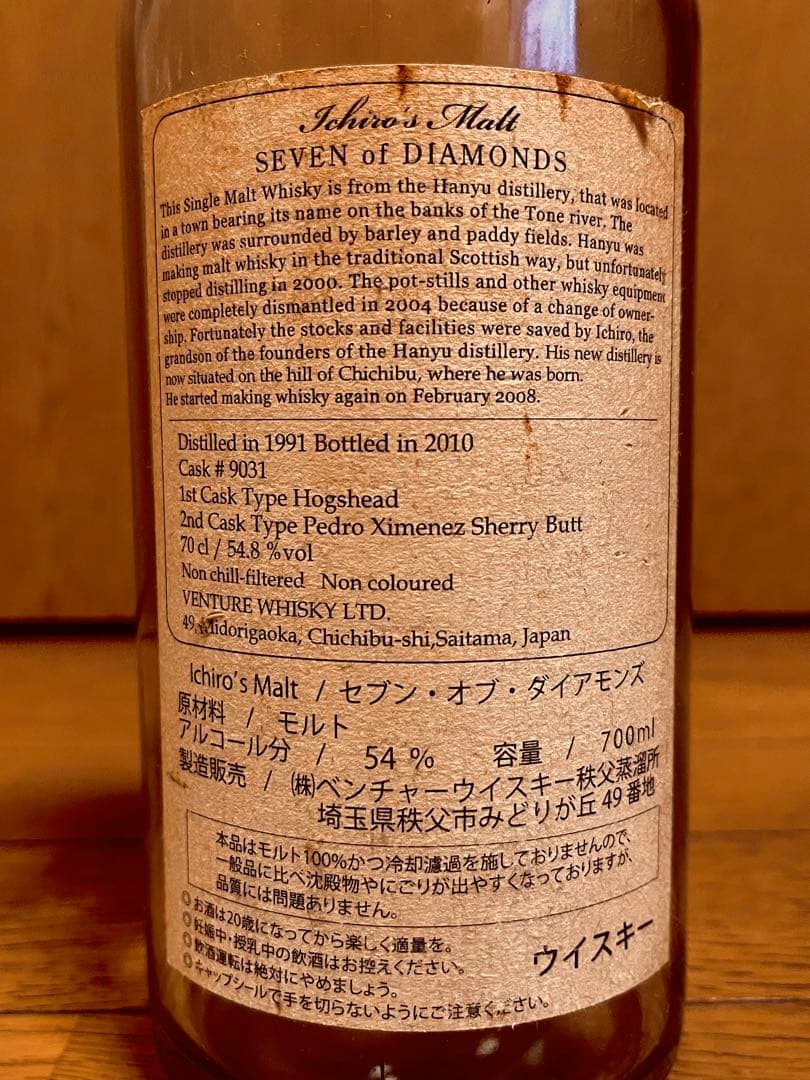 Ichiro's Malt
SEVEN of DIAMONDS
This Single Malt Whisky is from the Hanyu distillery, that was located
in a town bearing its name on the banks of the Tone river. The
distillery was surrounded by barley and paddy fields. Hanyu was
making malt whisky in the traditional Scottish way, but unfortunately
stopped distilling in 2000. The pot-stills and other whisky equipment
were completely dismantled in 2004 because of a change of owner-
ship. Fortunately the stocks and facilities were saved by Ichiro, the
grandson of the founders of the Hanyu distillery. His new distillery is
now situated on the hill of Chichibu, where he was born.
He started making whisky again on February 2008.
Distilled in 1991 Bottled in 2010
Cask # 9031
1st Cask Type Hogshead
2nd Cask Type Pedro Ximenez Sherry Butt
70 cl / 54.8 %vol
Non chill-filtered Non coloured
VENTURE WHISKY LTD.
49, Midorigaoka, Chichibu-shi,Saitama, Japan
Ichiro's Malt / セブン・オブ・ダイアモンズ
原材料 / モルト
アルコール分 / 54 % 容量 / 700ml
製造販売 / ㈱ベンチャーウイスキー秩父蒸溜所
埼玉県秩父市みどりが丘 49 番地
本品はモルト100%かつ冷却濾過を施しておりませんので、
一般品に比べ沈殿物やにごりが出やすくなっておりますが、
品質には問題ありません。
◎お酒は20歳になってから楽しく適量を。
◎妊娠中・授乳中の飲酒はお控えください。
◎飲酒運転は絶対にやめましょう。
◎キャップシールで手を切らないようにご注意ください。
ウイスキー